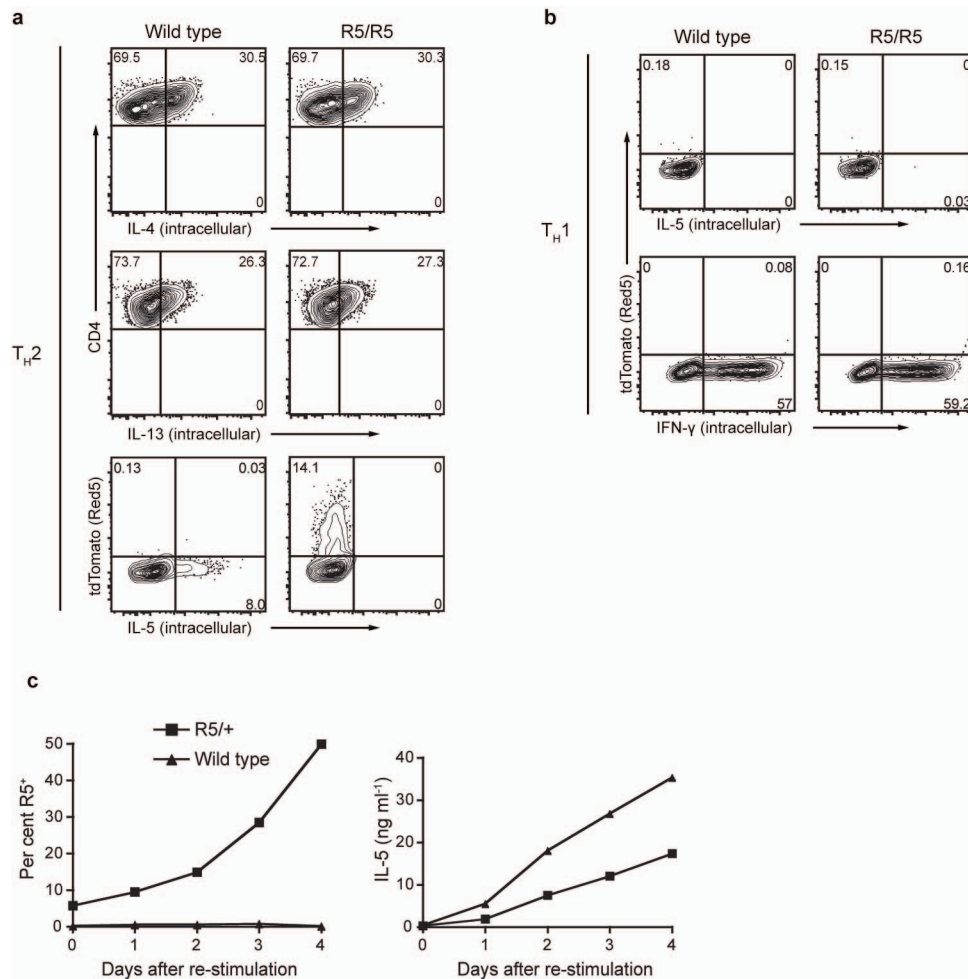 a
Wild type R5/R5
69.5 30.5 69.7 30.3
0 0
IL-4 (intracellular)
73.7 26.3 72.7 27.3
0 0
IL-13 (intracellular)
CD4
T_H2
0.13 0.03 14.1 0
8.0 0
tdTomato (Red5)
IL-5 (intracellular)
b
Wild type R5/R5
0.18 0 0.15 0
0 0.03
IL-5 (intracellular)
T_H1
0 0.08 0 0.16
57 59.2
tdTomato (Red5)
IFN-γ (intracellular)
c
R5/+
Wild type
Per cent R5⁺
50
40
30
20
10
0
0 1 2 3 4
Days after re-stimulation
IL-5 (ng ml⁻¹)
40
30
20
10
0
0 1 2 3 4
Days after re-stimulation